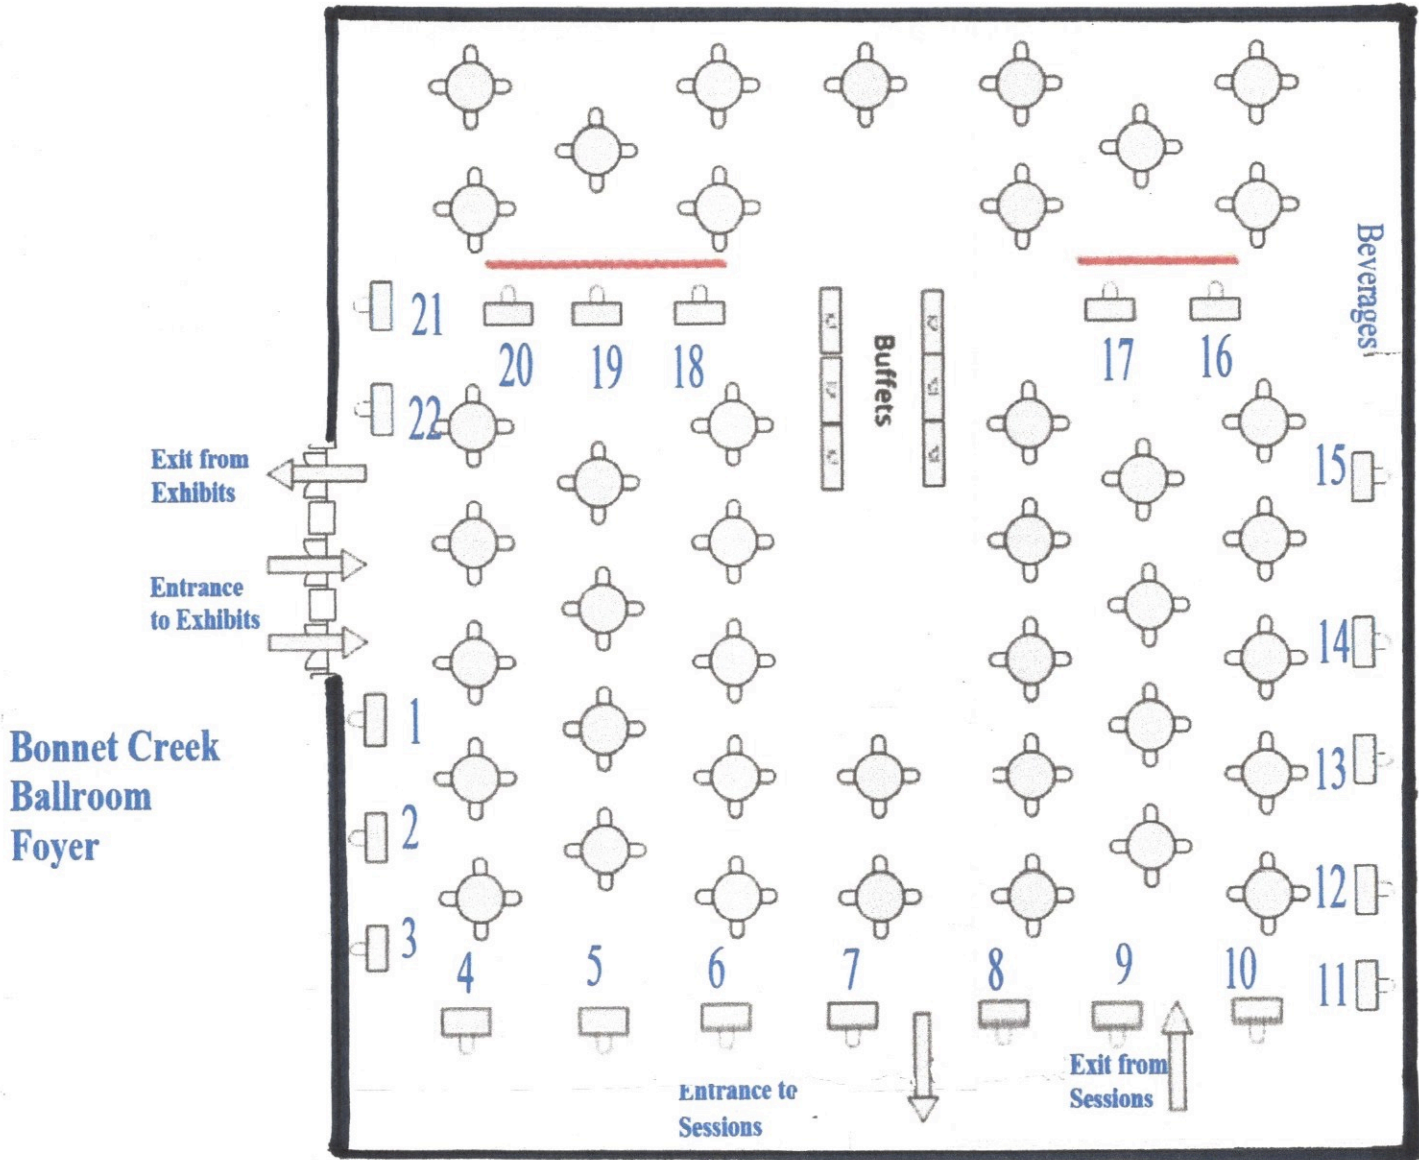 Beverages
21
20
19
18
Buffets
17
16
22
Exit from
Exhibits
15
Entrance
to Exhibits
14
1
Bonnet Creek
Ballroom
Foyer
13
2
12
3
4
5
6
7
8
9
10
11
Exit from
Sessions
Entrance to
Sessions